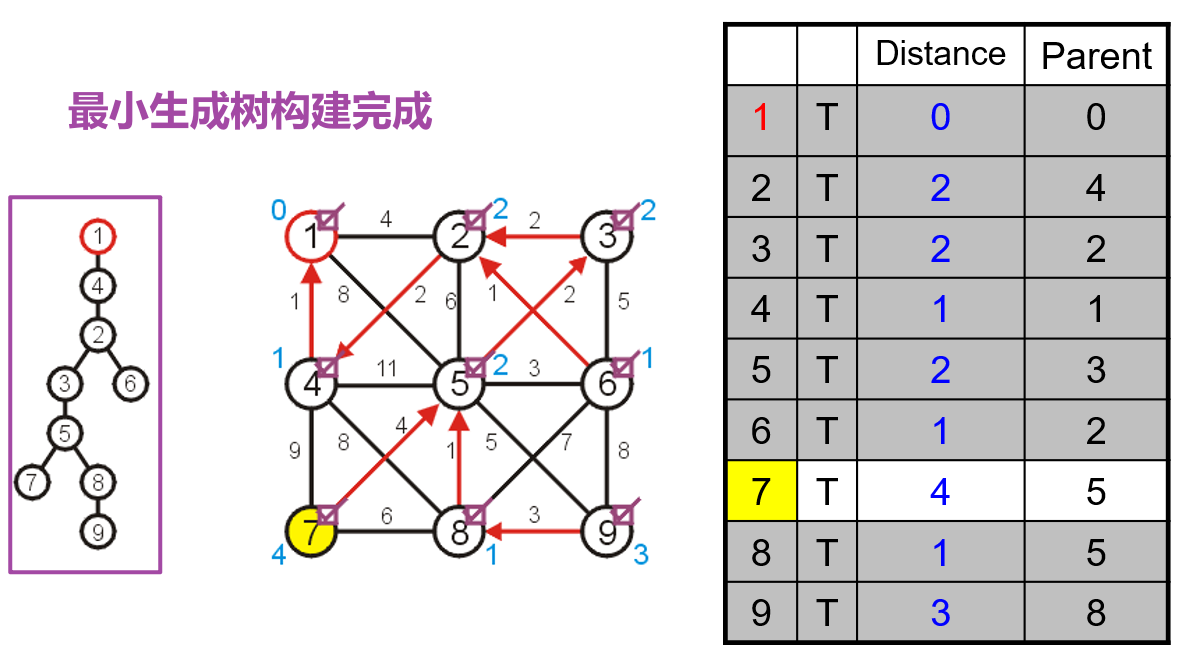 最小生成树构建完成
1
4
2
3 6
5
7 8
9
0 2 2
1 4 2 2 3
1 8 2 6 1 2 5
1 2 1
4 11 5 3 6
9 8 4 1 5 7 8
7 6 8 3 9
4 1 3
Distance Parent
1 T 0 0
2 T 2 4
3 T 2 2
4 T 1 1
5 T 2 3
6 T 1 2
7 T 4 5
8 T 1 5
9 T 3 8